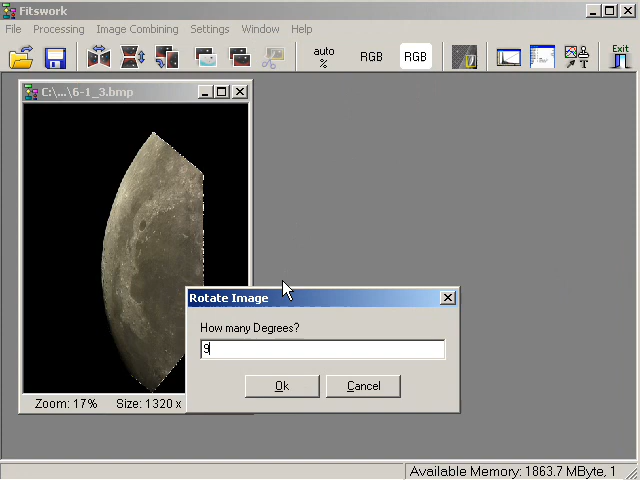 Fitswork
File Processing Image Combining Settings Window Help
auto
%
RGB
RGB
Exit
C:\...\6-1_3.bmp
Rotate Image
How many Degrees?
9
Ok
Cancel
Zoom: 17% Size: 1320 x
Available Memory: 1863.7 MByte, 1